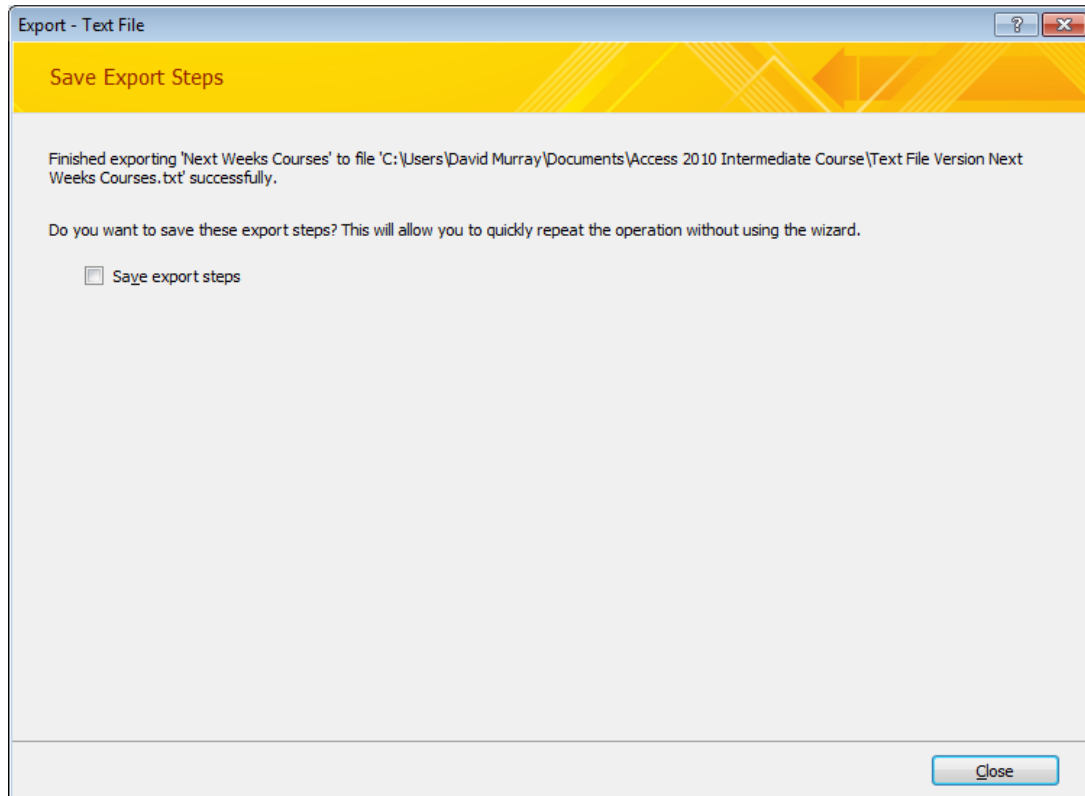 Export - Text File
Save Export Steps
Finished exporting 'Next Weeks Courses' to file 'C:\Users\David Murray\Documents\Access 2010 Intermediate Course\Text File Version Next
Weeks Courses.txt' successfully.
Do you want to save these export steps? This will allow you to quickly repeat the operation without using the wizard.
Save export steps
Close